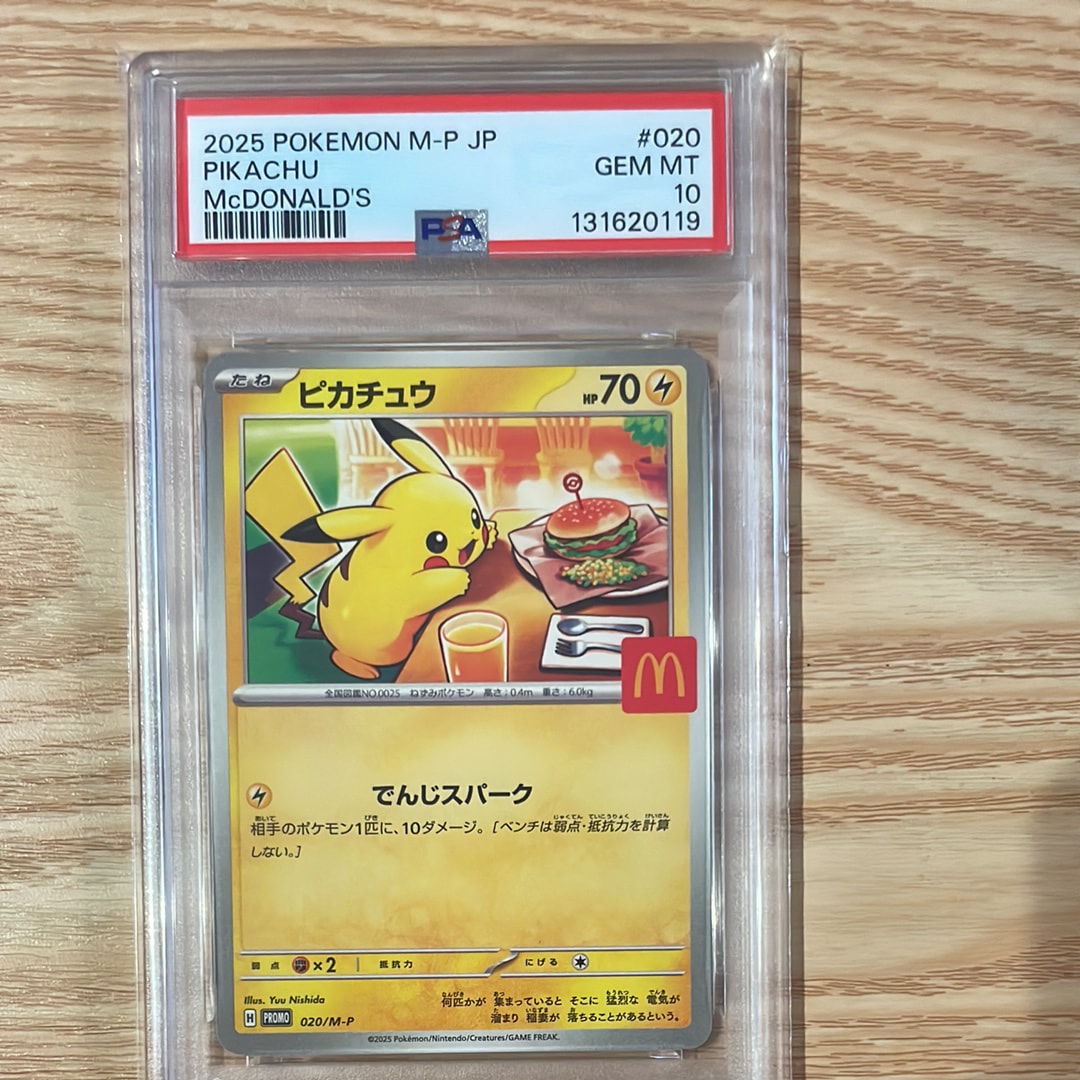 2025 POKEMON M-P JP #020
PIKACHU GEM MT
McDONALD'S 10
PSA 131620119
たね ピカチュウ HP70
全国図鑑NO.0025 ねずみポケモン 高さ:0.4m 重さ:6.0kg
M
でんじスパーク
相手のポケモン1匹に、10ダメージ。[ベンチは弱点・抵抗力を計算
しない。]
弱点 ×2 抵抗力 にげる
Illus. Yuu Nishida
何匹かが 集まっていると そこに 猛烈な 電気が
溜まり 稲妻が 落ちることがあるという。
H PROMO 020/M-P
©2025 Pokémon/Nintendo/Creatures/GAME FREAK.